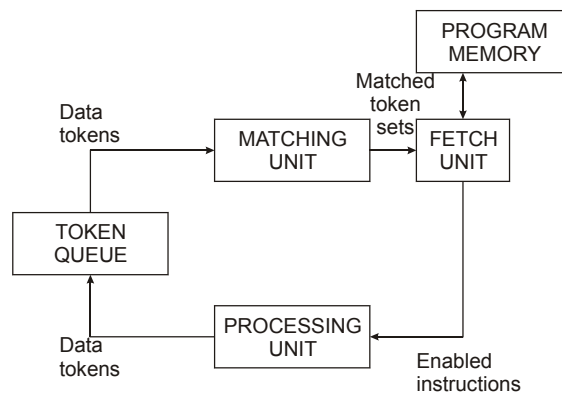 PROGRAM
MEMORY
Matched
token
sets
Data
tokens
MATCHING
UNIT
FETCH
UNIT
TOKEN
QUEUE
PROCESSING
UNIT
Data
tokens
Enabled
instructions